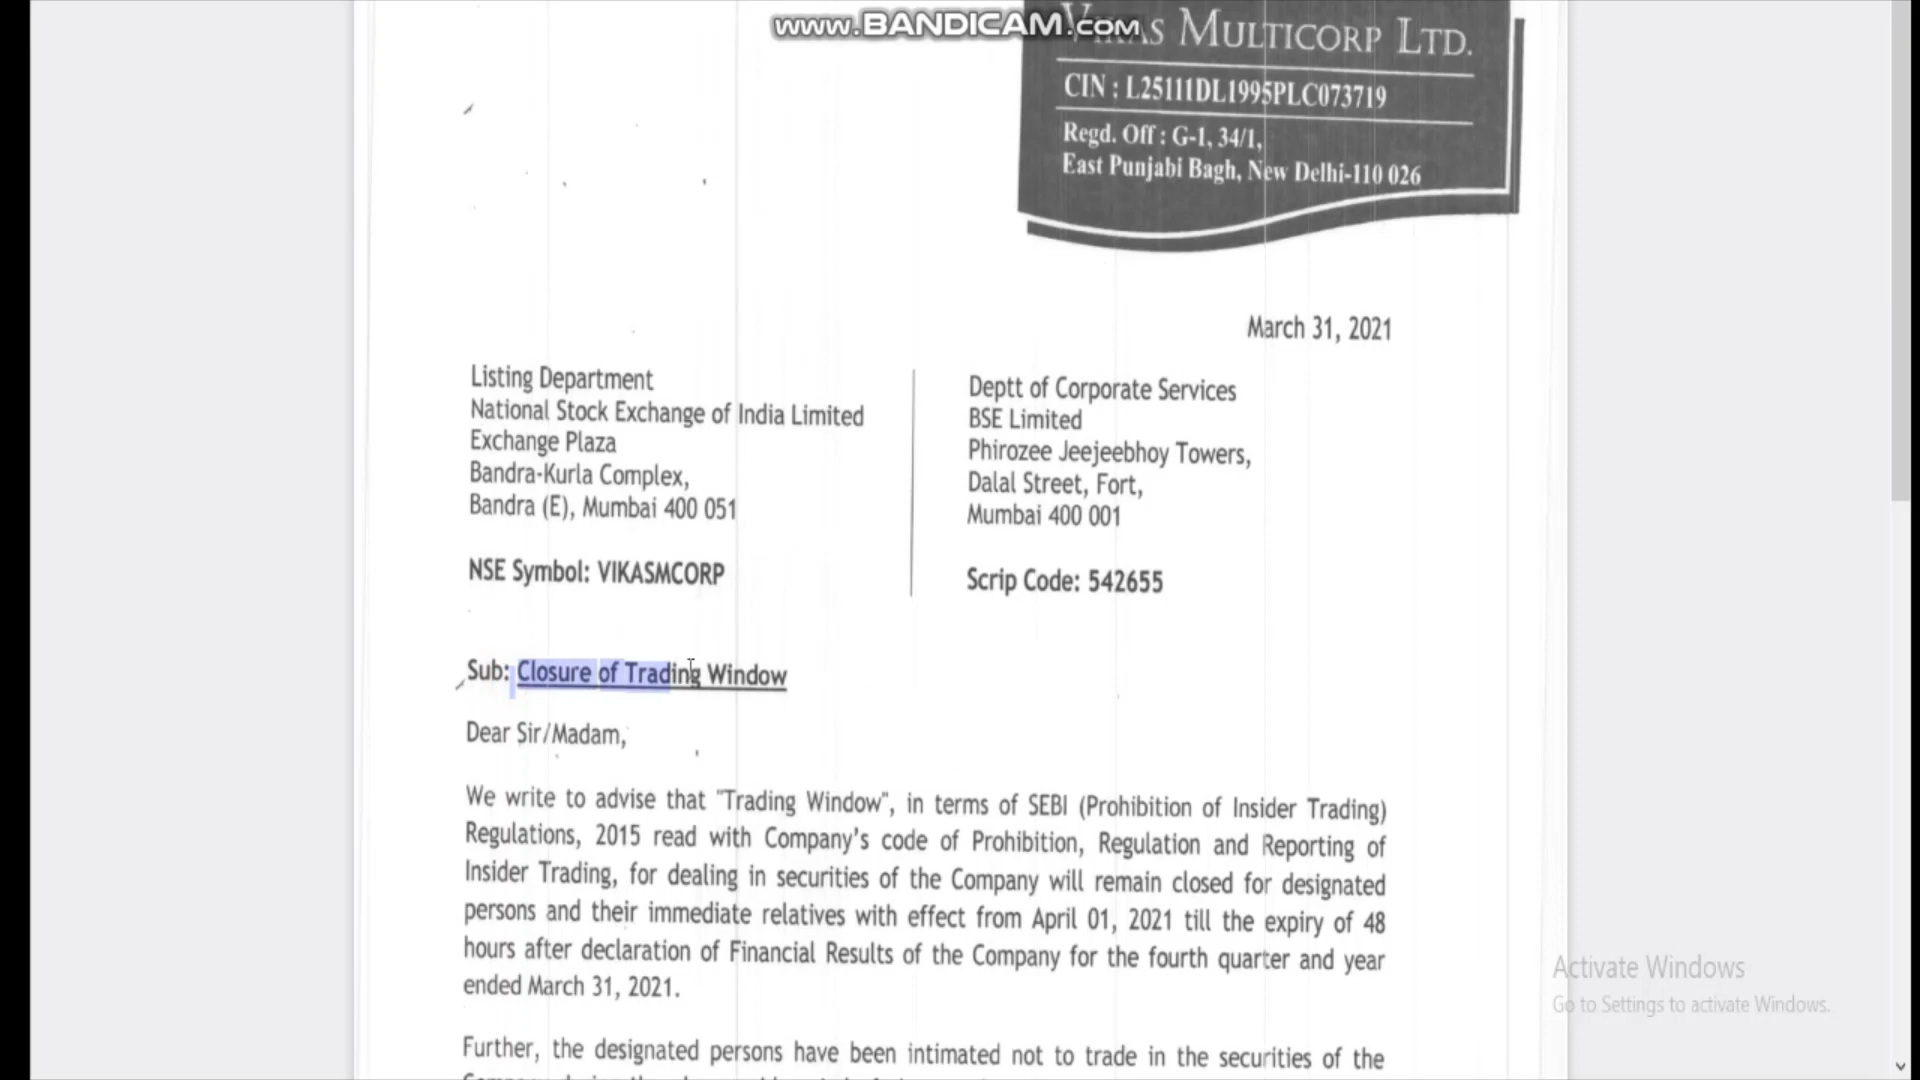 www.BANDICAM.com
VIKAS MULTICORP LTD.
CIN : L25111DL1995PLC073719
Regd. Off : G-1, 34/1,
East Punjabi Bagh, New Delhi-110 026
March 31, 2021
Listing Department
National Stock Exchange of India Limited
Exchange Plaza
Bandra-Kurla Complex,
Bandra (E), Mumbai 400 051
NSE Symbol: VIKASMCORP
Deptt of Corporate Services
BSE Limited
Phirozee Jeejeebhoy Towers,
Dalal Street, Fort,
Mumbai 400 001
Scrip Code: 542655
Sub: Closure of Trading Window
Dear Sir/Madam,
We write to advise that "Trading Window", in terms of SEBI (Prohibition of Insider Trading)
Regulations, 2015 read with Company's code of Prohibition, Regulation and Reporting of
Insider Trading, for dealing in securities of the Company will remain closed for designated
persons and their immediate relatives with effect from April 01, 2021 till the expiry of 48
hours after declaration of Financial Results of the Company for the fourth quarter and year
ended March 31, 2021.
Further, the designated persons have been intimated not to trade in the securities of the
Activate Windows
Go to Settings to activate Windows.